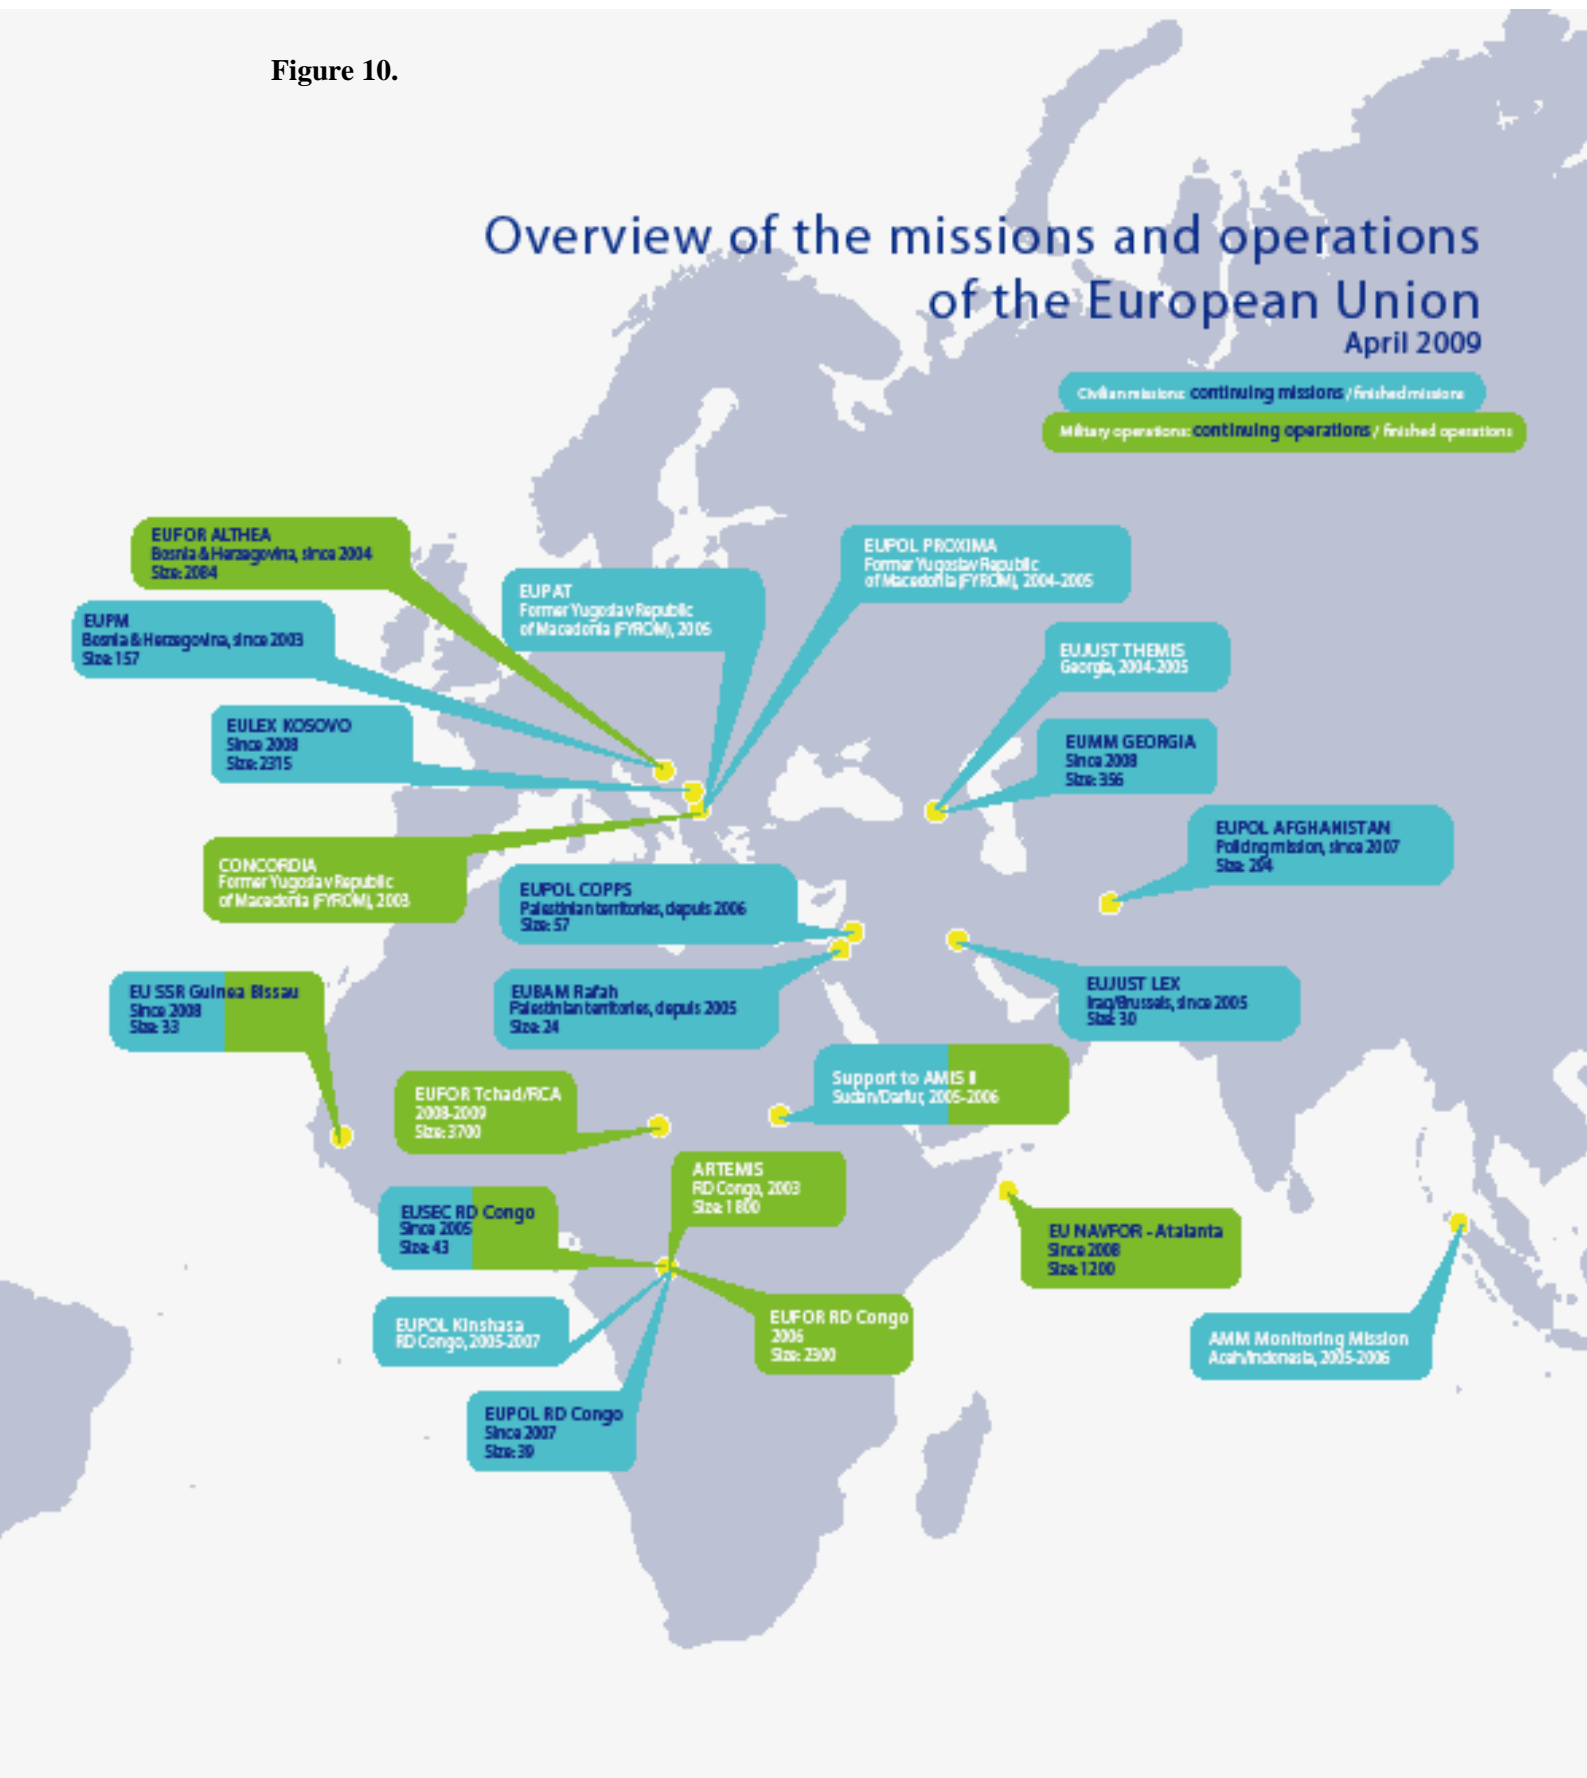 Figure 10.
Overview of the missions and operations
of the European Union
April 2009
Civilian missions: continuing missions / finished missions
Military operations: continuing operations / finished operations
EUFOR ALTHEA
Bosnia & Herzegovina, since 2004
Size: 2084
EUPM
Bosnia & Herzegovina, since 2003
Size: 157
EULEX KOSOVO
Since 2008
Size: 2315
CONCORDIA
Former Yugoslav Republic
of Macedonia (FYROM), 2003
EUPAT
Former Yugoslav Republic
of Macedonia (FYROM), 2005
EUPOL PROXIMA
Former Yugoslav Republic
of Macedonia (FYROM), 2004-2005
EUJUST THEMIS
Georgia, 2004-2005
EUMM GEORGIA
Since 2008
Size: 356
EUPOL AFGHANISTAN
Policing mission, since 2007
Size: 294
EUPOL COPPS
Palestinian territories, depuis 2006
Size: 57
EUBAM Rafah
Palestinian territories, depuis 2005
Size: 24
EUJUST LEX
Iraq/Brussels, since 2005
Size: 30
EU SSR Guinea Bissau
Since 2008
Size: 33
EUFOR Tchad/RCA
2008-2009
Size: 3700
Support to AMIS II
Sudan/Darfur, 2005-2006
ARTEMIS
RD Congo, 2003
Size: 1800
EUSEC RD Congo
Since 2005
Size: 43
EU NAVFOR - Atalanta
Since 2008
Size: 1200
EUPOL Kinshasa
RD Congo, 2005-2007
EUFOR RD Congo
2006
Size: 2300
AMM Monitoring Mission
Aceh/Indonesia, 2005-2006
EUPOL RD Congo
Since 2007
Size: 39